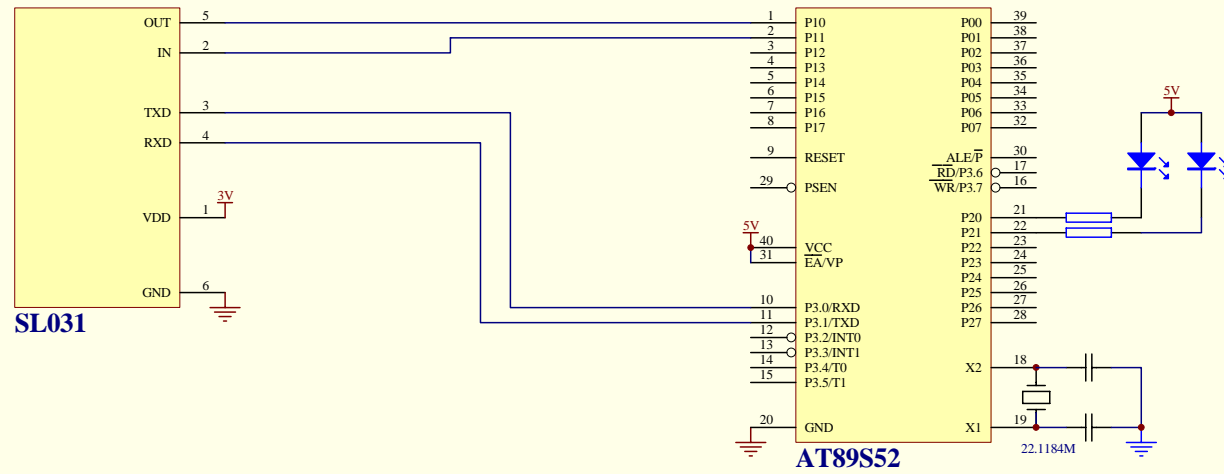 OUT 5
IN 2
TXD 3
RXD 4
VDD 1
3V
GND 6
SL031
1 P10
2 P11
3 P12
4 P13
5 P14
6 P15
7 P16
8 P17
9 RESET
29 PSEN
5V
40 VCC
31 EA/VP
10 P3.0/RXD
11 P3.1/TXD
12 P3.2/INT0
13 P3.3/INT1
14 P3.4/T0
15 P3.5/T1
20 GND
P00 39
P01 38
P02 37
P03 36
P04 35
P05 34
P06 33
P07 32
ALE/P 30
RD/P3.6 17
WR/P3.7 16
P20 21
P21 22
P22 23
P23 24
P24 25
P25 26
P26 27
P27 28
X2 18
X1 19
AT89S52
5V
22.1184M